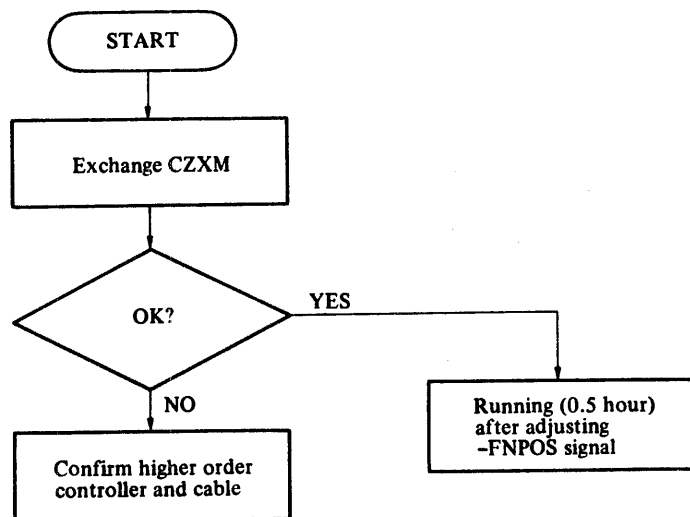 START
Exchange CZXM
OK?
YES
NO
Running (0.5 hour)
after adjusting
–FNPOS signal
Confirm higher order
controller and cable